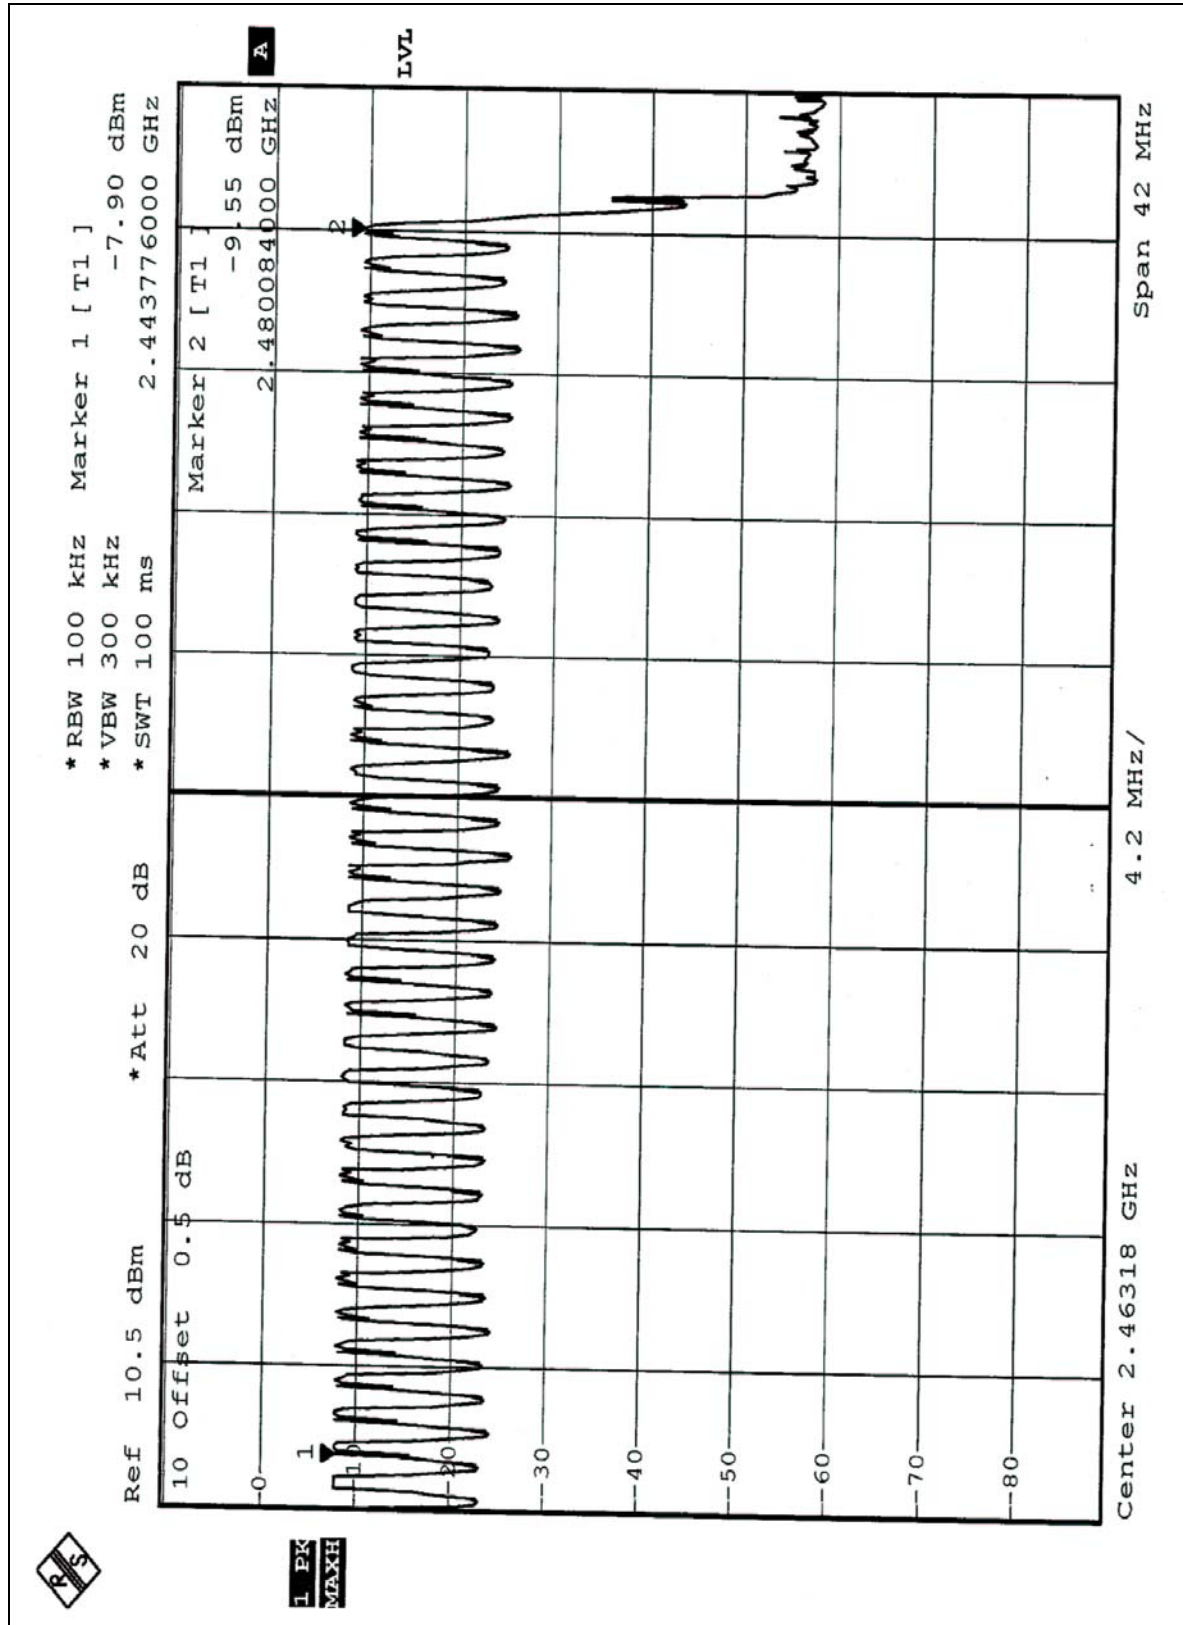 R/S
*RBW 100 kHz Marker 1 [T1 ]
*VBW 300 kHz -7.90 dBm
Ref 10.5 dBm *Att 20 dB *SWT 100 ms 2.443776000 GHz
10 Offset 0.5 dB Marker 2 [T1 ]
-9.55 dBm
0 2.480084000 GHz
A
1 PK
MAXH
1
2
-10
LVL
-20
-30
-40
-50
-60
-70
-80
Center 2.46318 GHz 4.2 MHz/ Span 42 MHz